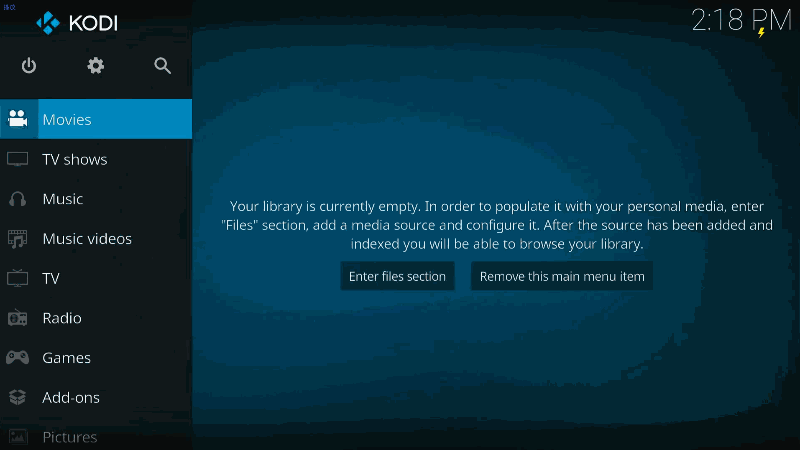 KODI
2:18 PM
Movies
TV shows
Music
Music videos
TV
Radio
Games
Add-ons
Pictures
Your library is currently empty. In order to populate it with your personal media, enter
"Files" section, add a media source and configure it. After the source has been added and
indexed you will be able to browse your library.
Enter files section
Remove this main menu item